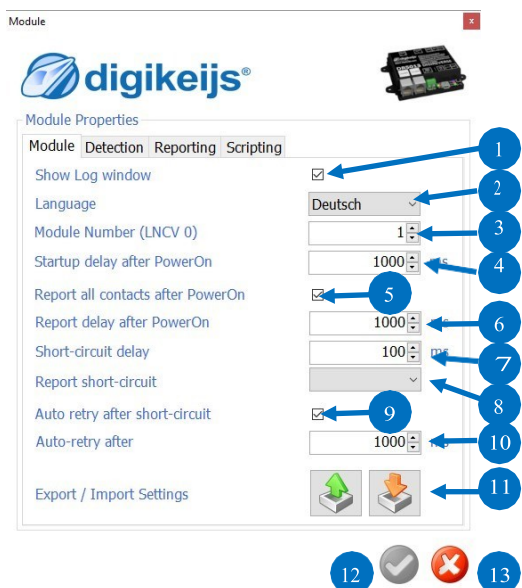 Module x
digikeijs®
Module Properties
Module Detection Reporting Scripting
1
Show Log window
2
Language Deutsch
Module Number (LNCV 0) 1 3
Startup delay after PowerOn 1000 ms 4
Report all contacts after PowerOn 5
Report delay after PowerOn 1000 6
Short-circuit delay 100 ms 7
Report short-circuit 8
Auto retry after short-circuit 9
Auto-retry after 1000 10
Export / Import Settings 11
12 13